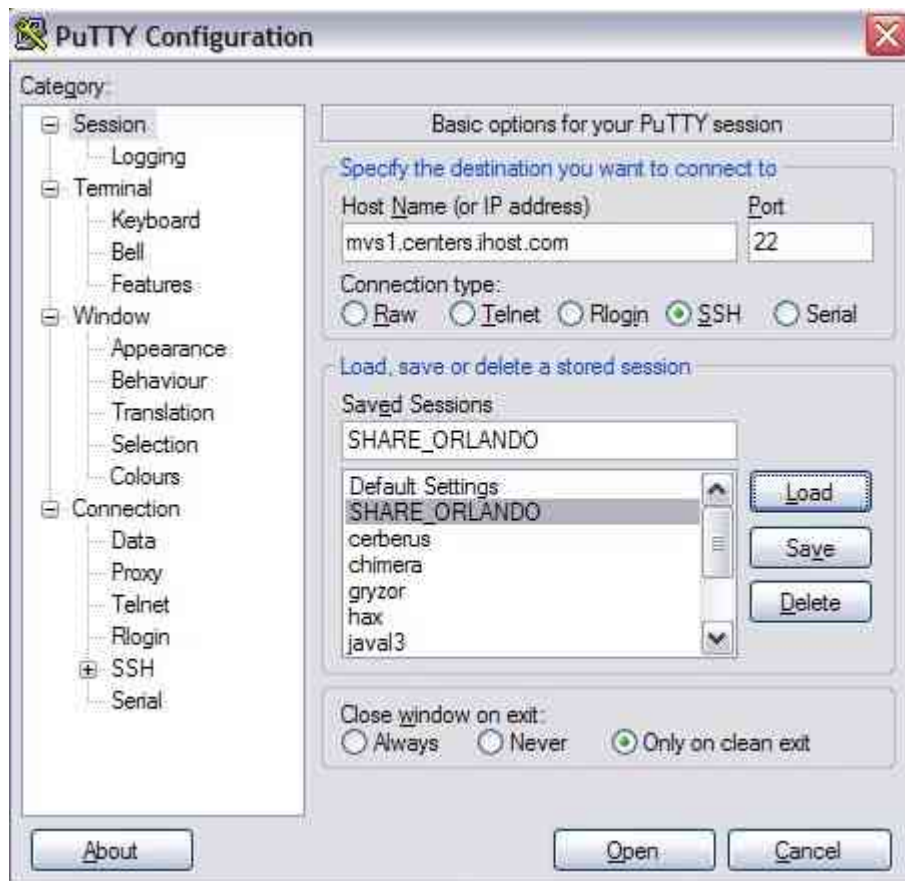 PuTTY Configuration
Category:
Session
Logging
Terminal
Keyboard
Bell
Features
Window
Appearance
Behaviour
Translation
Selection
Colours
Connection
Data
Proxy
Telnet
Rlogin
SSH
Serial
Basic options for your PuTTY session
Specify the destination you want to connect to
Host Name (or IP address) Port
mvs1.centers.ihost.com 22
Connection type:
Raw Telnet Rlogin SSH Serial
Load, save or delete a stored session
Saved Sessions
SHARE_ORLANDO
Default Settings
SHARE_ORLANDO
cerberus
chimera
gryzor
hax
javal3
Load
Save
Delete
Close window on exit:
Always Never Only on clean exit
About Open Cancel